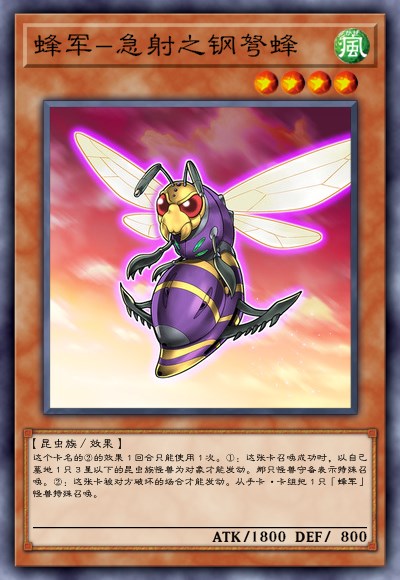 蜂军-急射之钢弩蜂
風
【昆虫族/效果】
这个卡名的②的效果1回合只能使用1次。①：这张卡召唤成功时，以自
己墓地1只3星以下的昆虫族怪兽为对象才能发动。那只怪兽守备表示特殊召
唤。②：这张卡被对方破坏的场合才能发动。从手卡·卡组把1只「蜂军」
怪兽特殊召唤。
ATK/1800 DEF/ 800